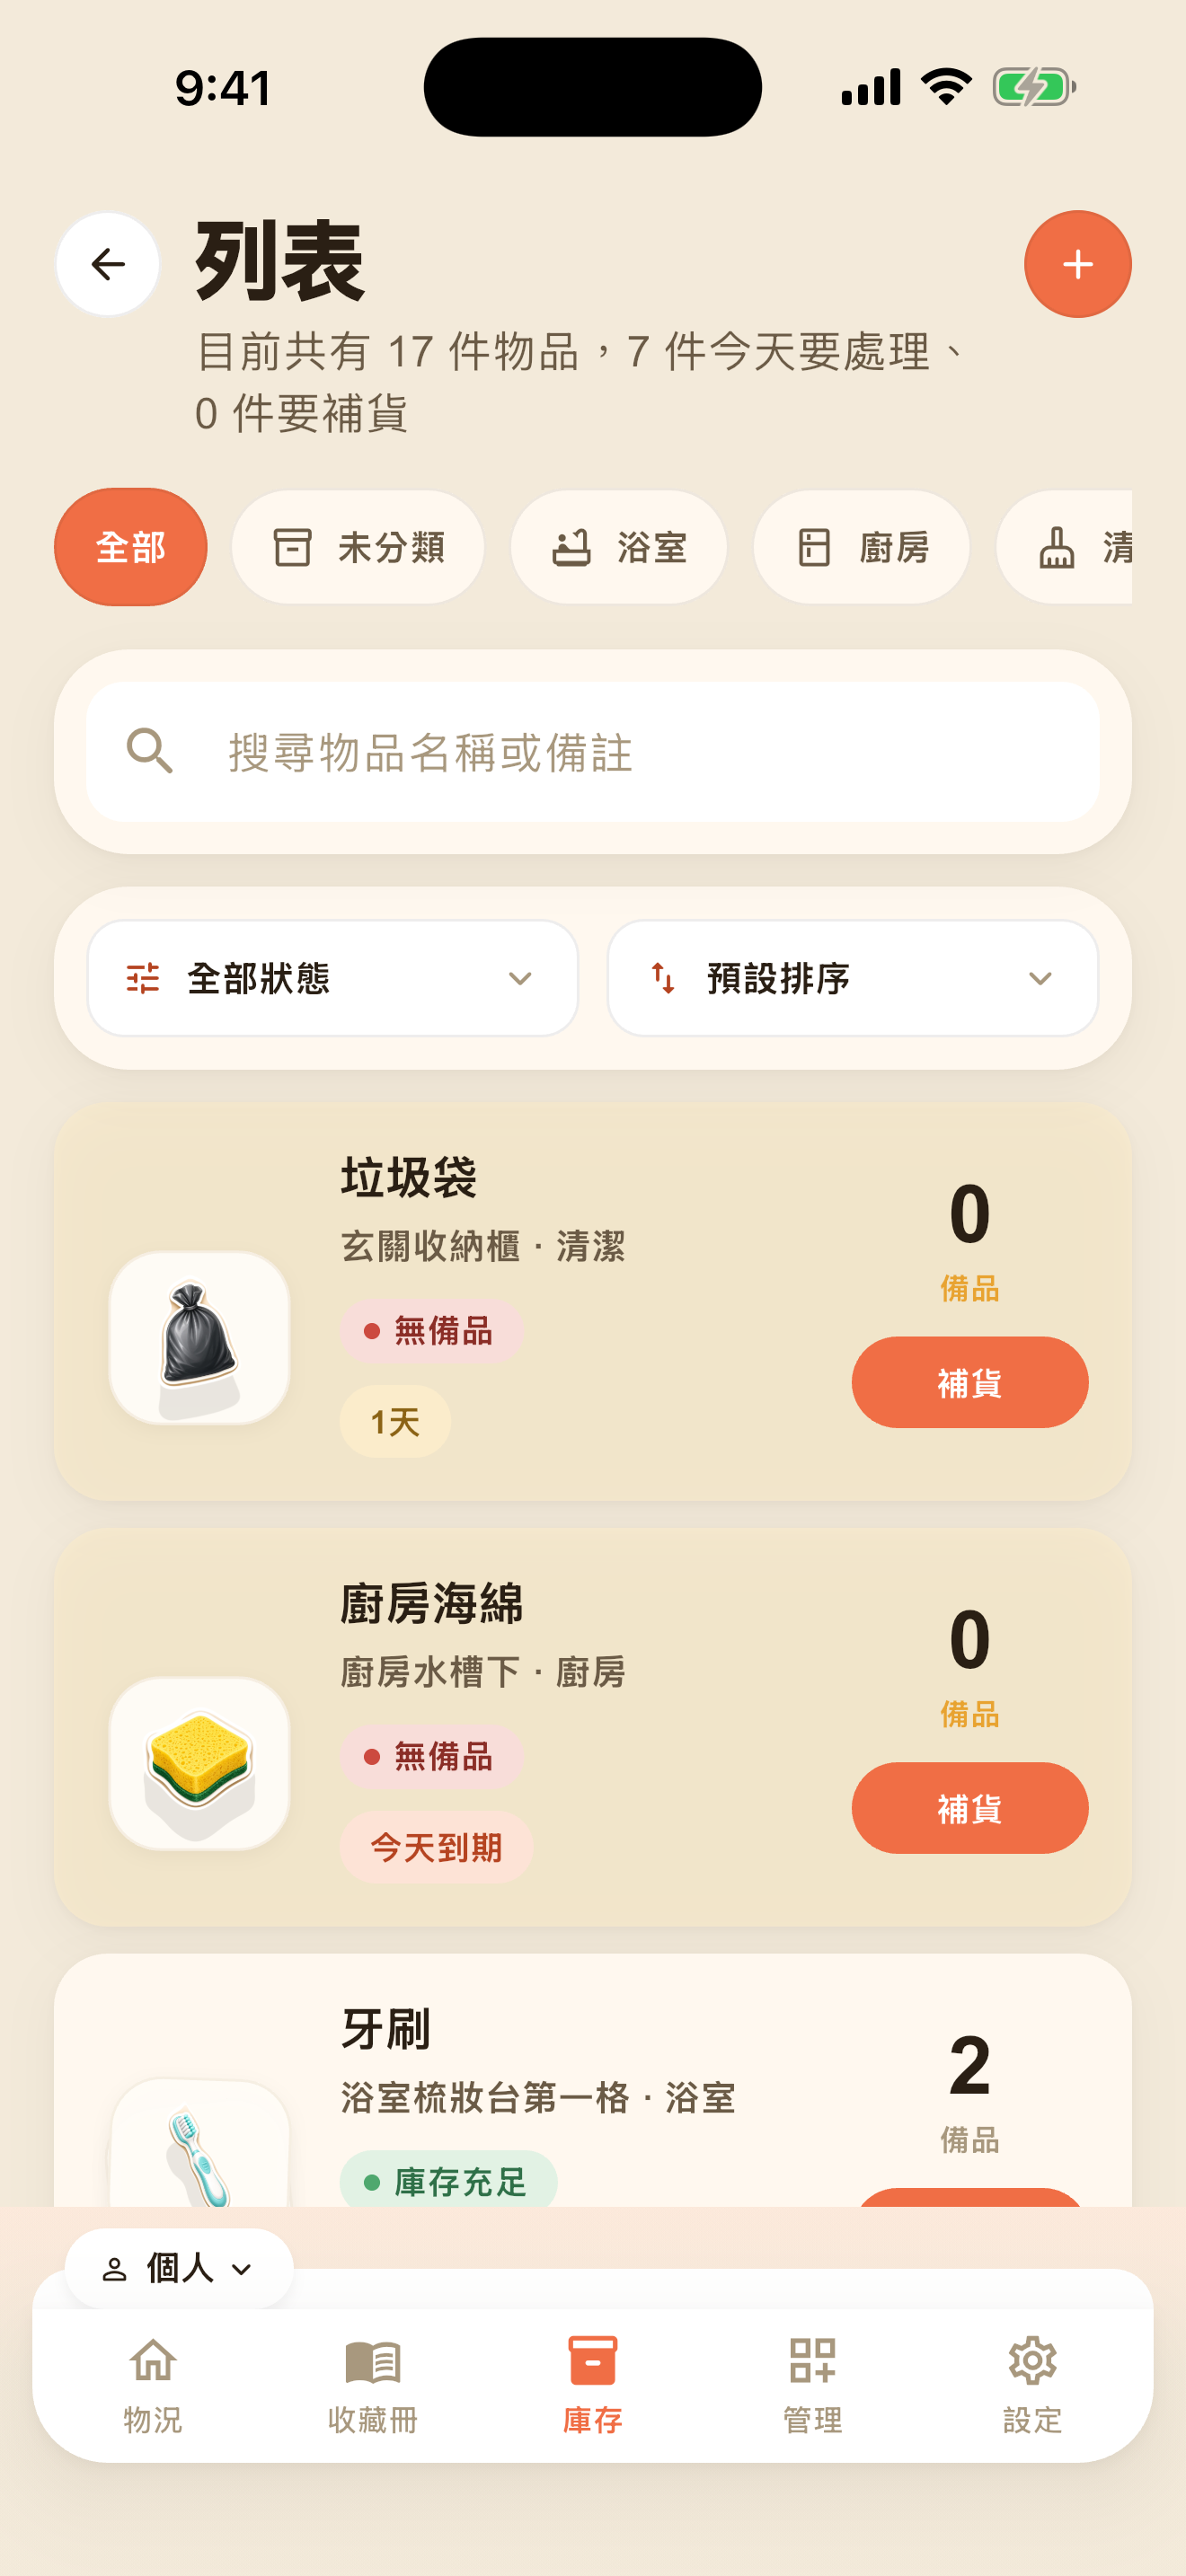 9:41
列表
目前共有 17 件物品，7 件今天要處理、
0 件要補貨
全部
未分類
浴室
廚房
清
搜尋物品名稱或備註
全部狀態
預設排序
垃圾袋
玄關收納櫃 · 清潔
無備品
1天
0
備品
補貨
廚房海綿
廚房水槽下 · 廚房
無備品
今天到期
0
備品
補貨
牙刷
浴室梳妝台第一格 · 浴室
庫存充足
2
備品
個人
物況
收藏冊
庫存
管理
設定